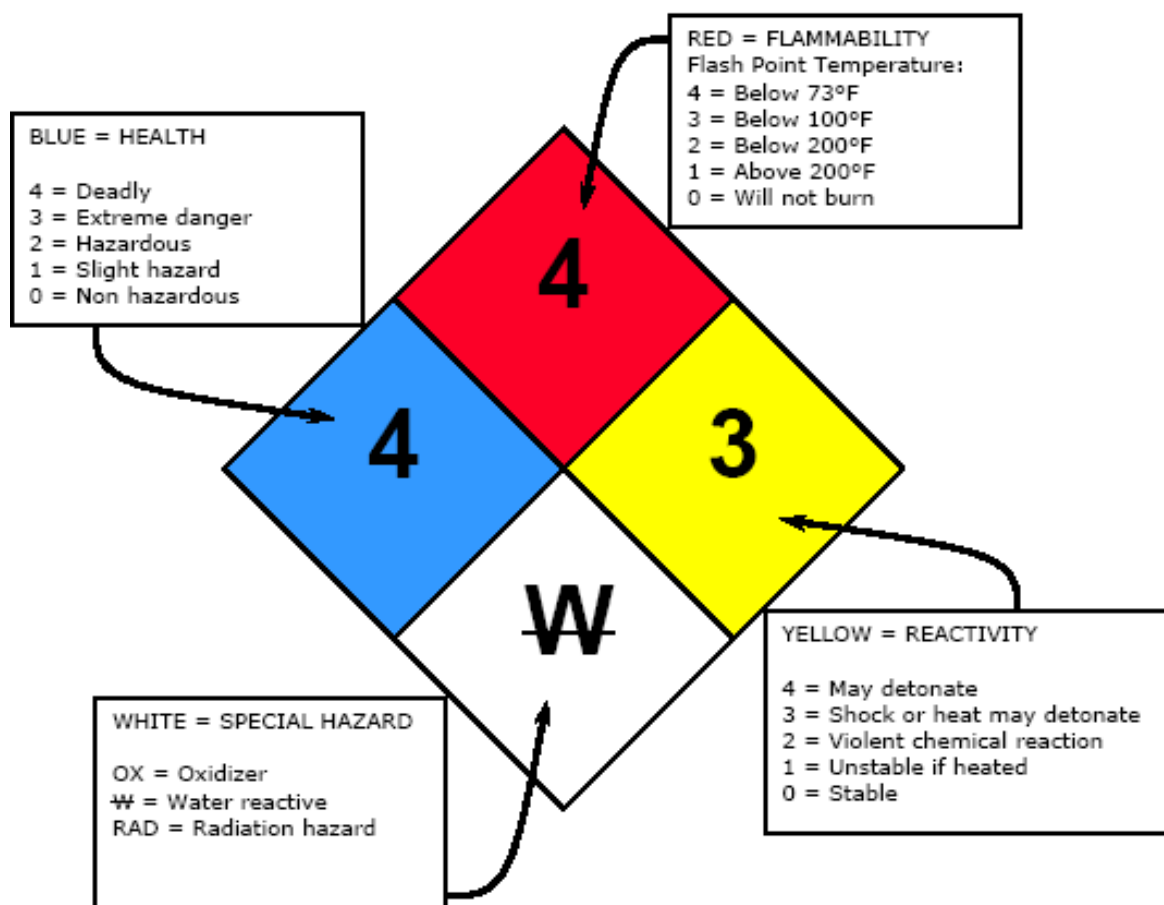 RED = FLAMMABILITY
Flash Point Temperature:
4 = Below 73°F
3 = Below 100°F
2 = Below 200°F
1 = Above 200°F
0 = Will not burn
BLUE = HEALTH
4 = Deadly
3 = Extreme danger
2 = Hazardous
1 = Slight hazard
0 = Non hazardous
4
4
3
W̶
YELLOW = REACTIVITY
4 = May detonate
3 = Shock or heat may detonate
2 = Violent chemical reaction
1 = Unstable if heated
0 = Stable
WHITE = SPECIAL HAZARD
OX = Oxidizer
W̶ = Water reactive
RAD = Radiation hazard